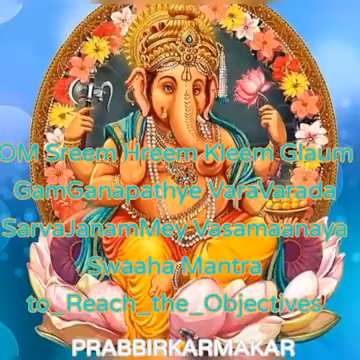 OM Sreem Hreem Kleem Glaum
GamGanapathye VaraVarada
SarvaJanamMey Vasamaanaya
Swaaha Mantra
to_Reach_the_Objectives
PRABBIRKARMAKAR